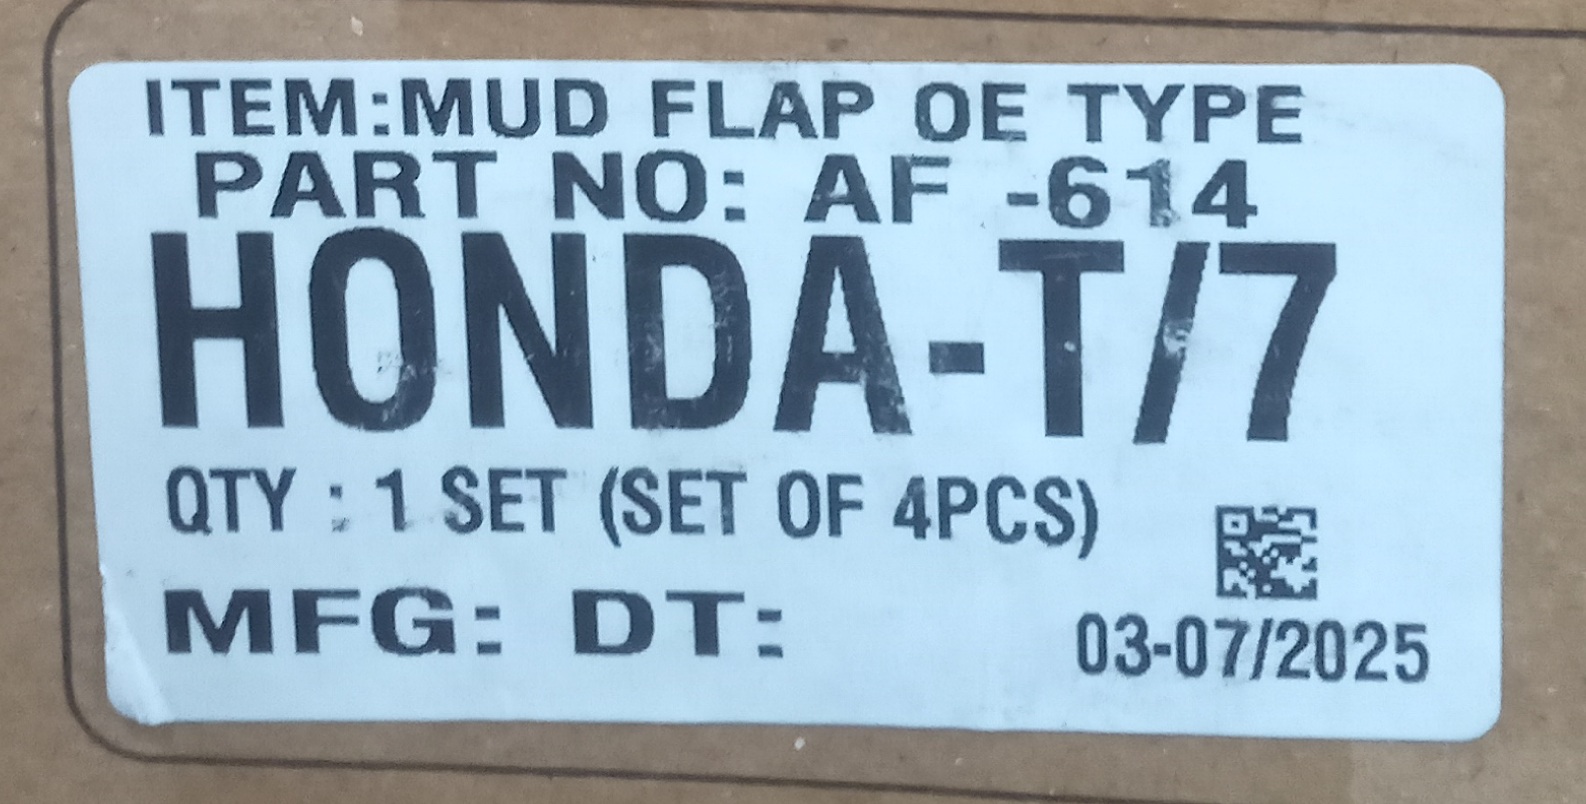 ITEM:MUD FLAP OE TYPE
PART NO: AF -614
HONDA-T/7
QTY : 1 SET (SET OF 4PCS)
MFG: DT:
03-07/2025